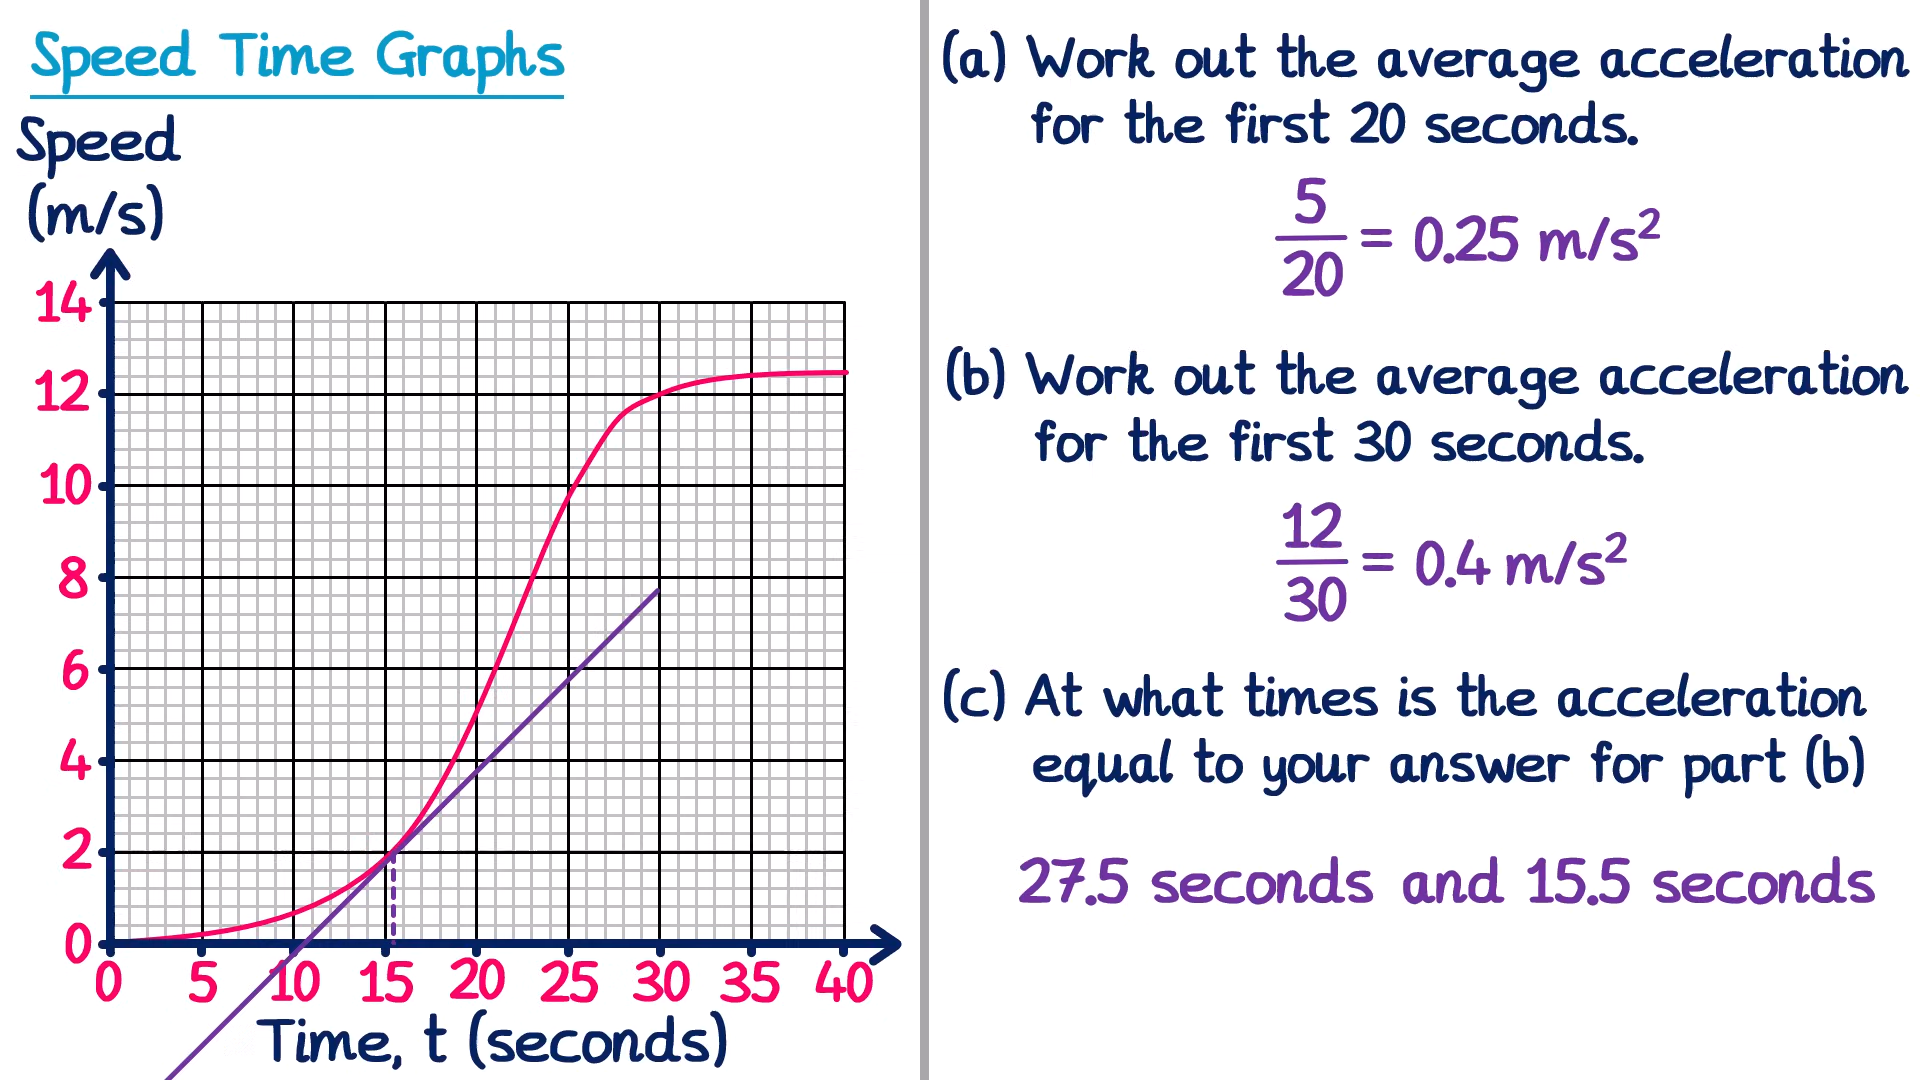 Speed Time Graphs
Speed
(m/s)
14
12
10
8
6
4
2
0
0 5 10 15 20 25 30 35 40
Time, t (seconds)
(a) Work out the average acceleration
for the first 20 seconds.
5
20
= 0.25 m/s²
(b) Work out the average acceleration
for the first 30 seconds.
12
30
= 0.4 m/s²
(c) At what times is the acceleration
equal to your answer for part (b)
27.5 seconds and 15.5 seconds